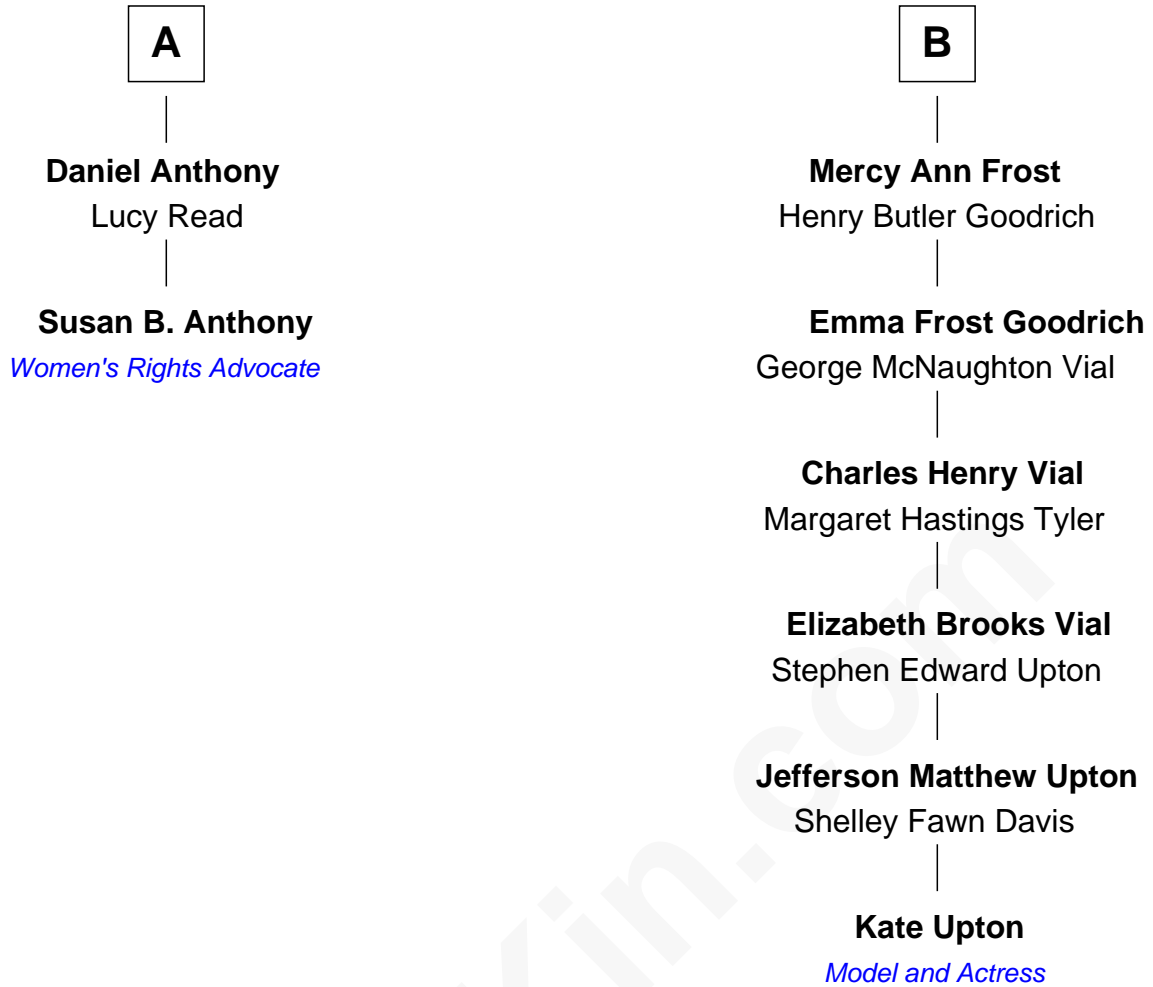 A
B
Daniel Anthony
Lucy Read
Mercy Ann Frost
Henry Butler Goodrich
Susan B. Anthony
Women's Rights Advocate
Emma Frost Goodrich
George McNaughton Vial
Charles Henry Vial
Margaret Hastings Tyler
Elizabeth Brooks Vial
Stephen Edward Upton
Jefferson Matthew Upton
Shelley Fawn Davis
Kate Upton
Model and Actress
Kin.com